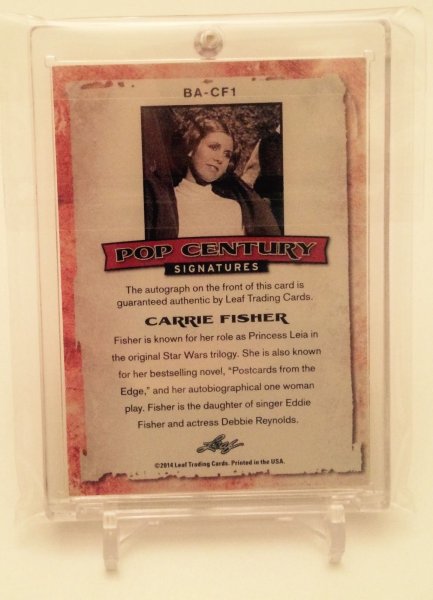 BA-CF1
POP CENTURY
SIGNATURES
The autograph on the front of this card is
guaranteed authentic by Leaf Trading Cards.
CARRIE FISHER
Fisher is known for her role as Princess Leia in
the original Star Wars trilogy. She is also known
for her bestselling novel, "Postcards from the
Edge," and her autobiographical one woman
play. Fisher is the daughter of singer Eddie
Fisher and actress Debbie Reynolds.
Leaf
©2014 Leaf Trading Cards. Printed in the USA.